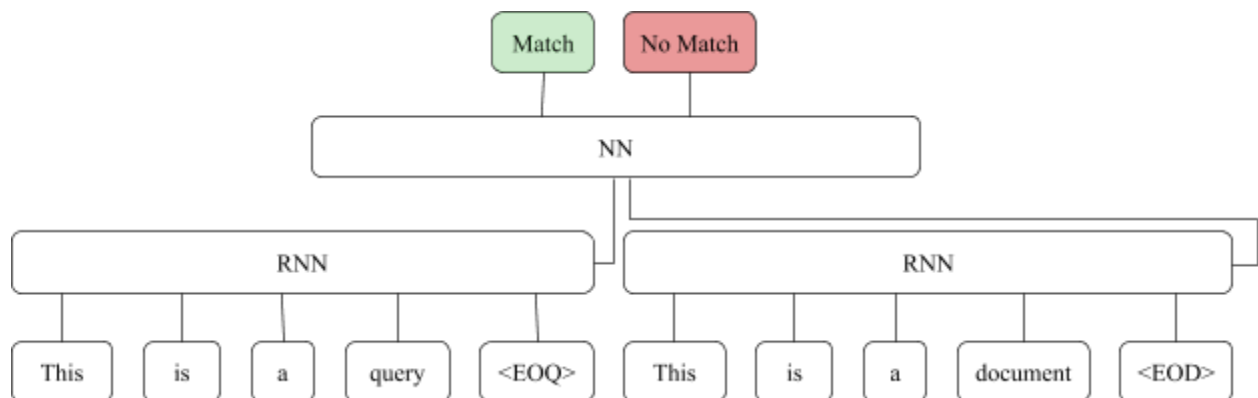 Match No Match
NN
RNN RNN
This is a query <EOQ> This is a document <EOD>